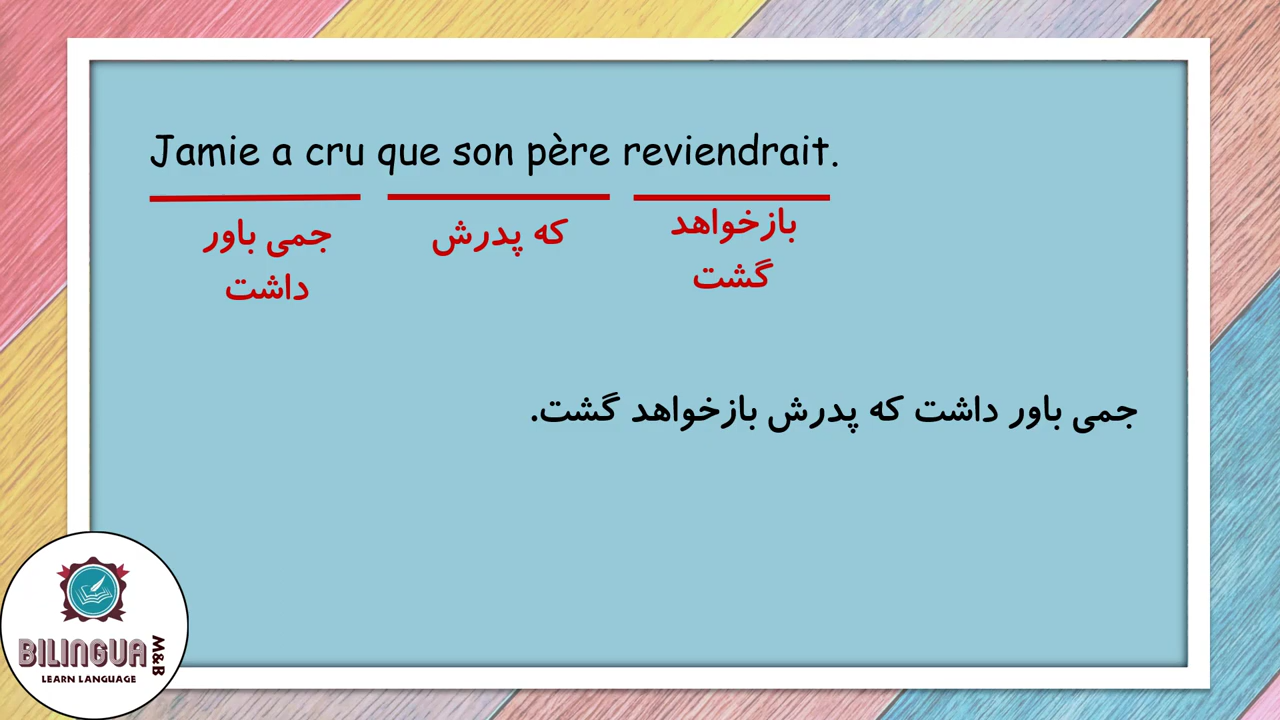 Jamie a cru que son père reviendrait.
جمی باور
داشت
که پدرش
بازخواهد
گشت
جمی باور داشت که پدرش بازخواهد گشت.
BILINGUA
M&B
LEARN LANGUAGE